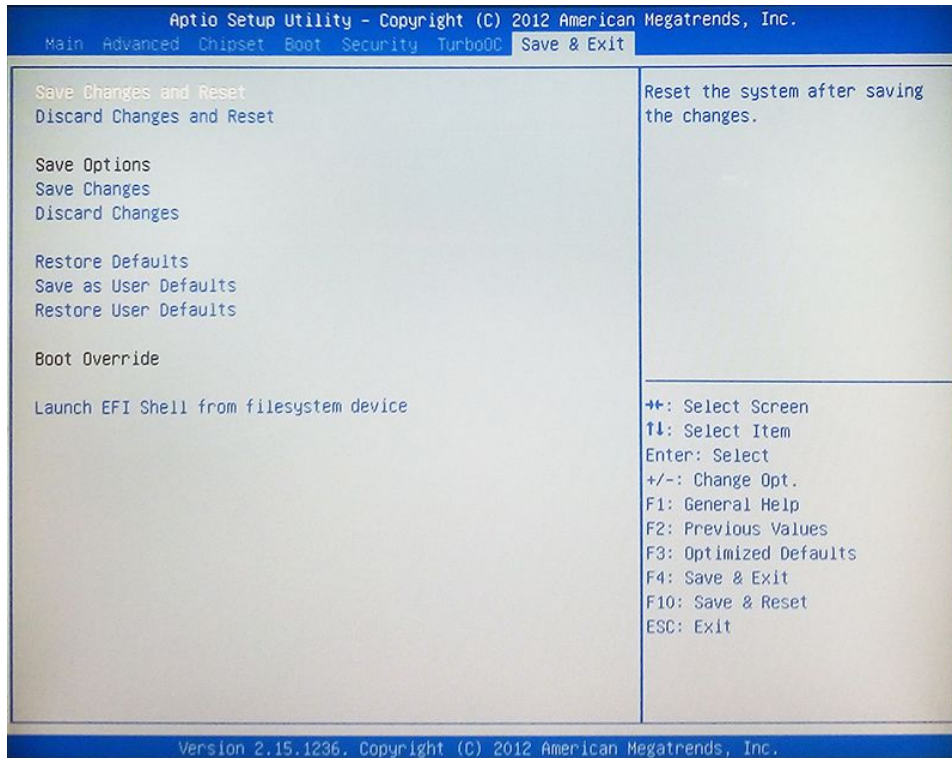 Aptio Setup Utility - Copyright (C) 2012 American Megatrends, Inc.
Main Advanced Chipset Boot Security TurboOC Save & Exit
Save Changes and Reset
Discard Changes and Reset
Save Options
Save Changes
Discard Changes
Restore Defaults
Save as User Defaults
Restore User Defaults
Boot Override
Launch EFI Shell from filesystem device
Reset the system after saving
the changes.
→←: Select Screen
↑↓: Select Item
Enter: Select
+/-: Change Opt.
F1: General Help
F2: Previous Values
F3: Optimized Defaults
F4: Save & Exit
F10: Save & Reset
ESC: Exit
Version 2.15.1236. Copyright (C) 2012 American Megatrends, Inc.